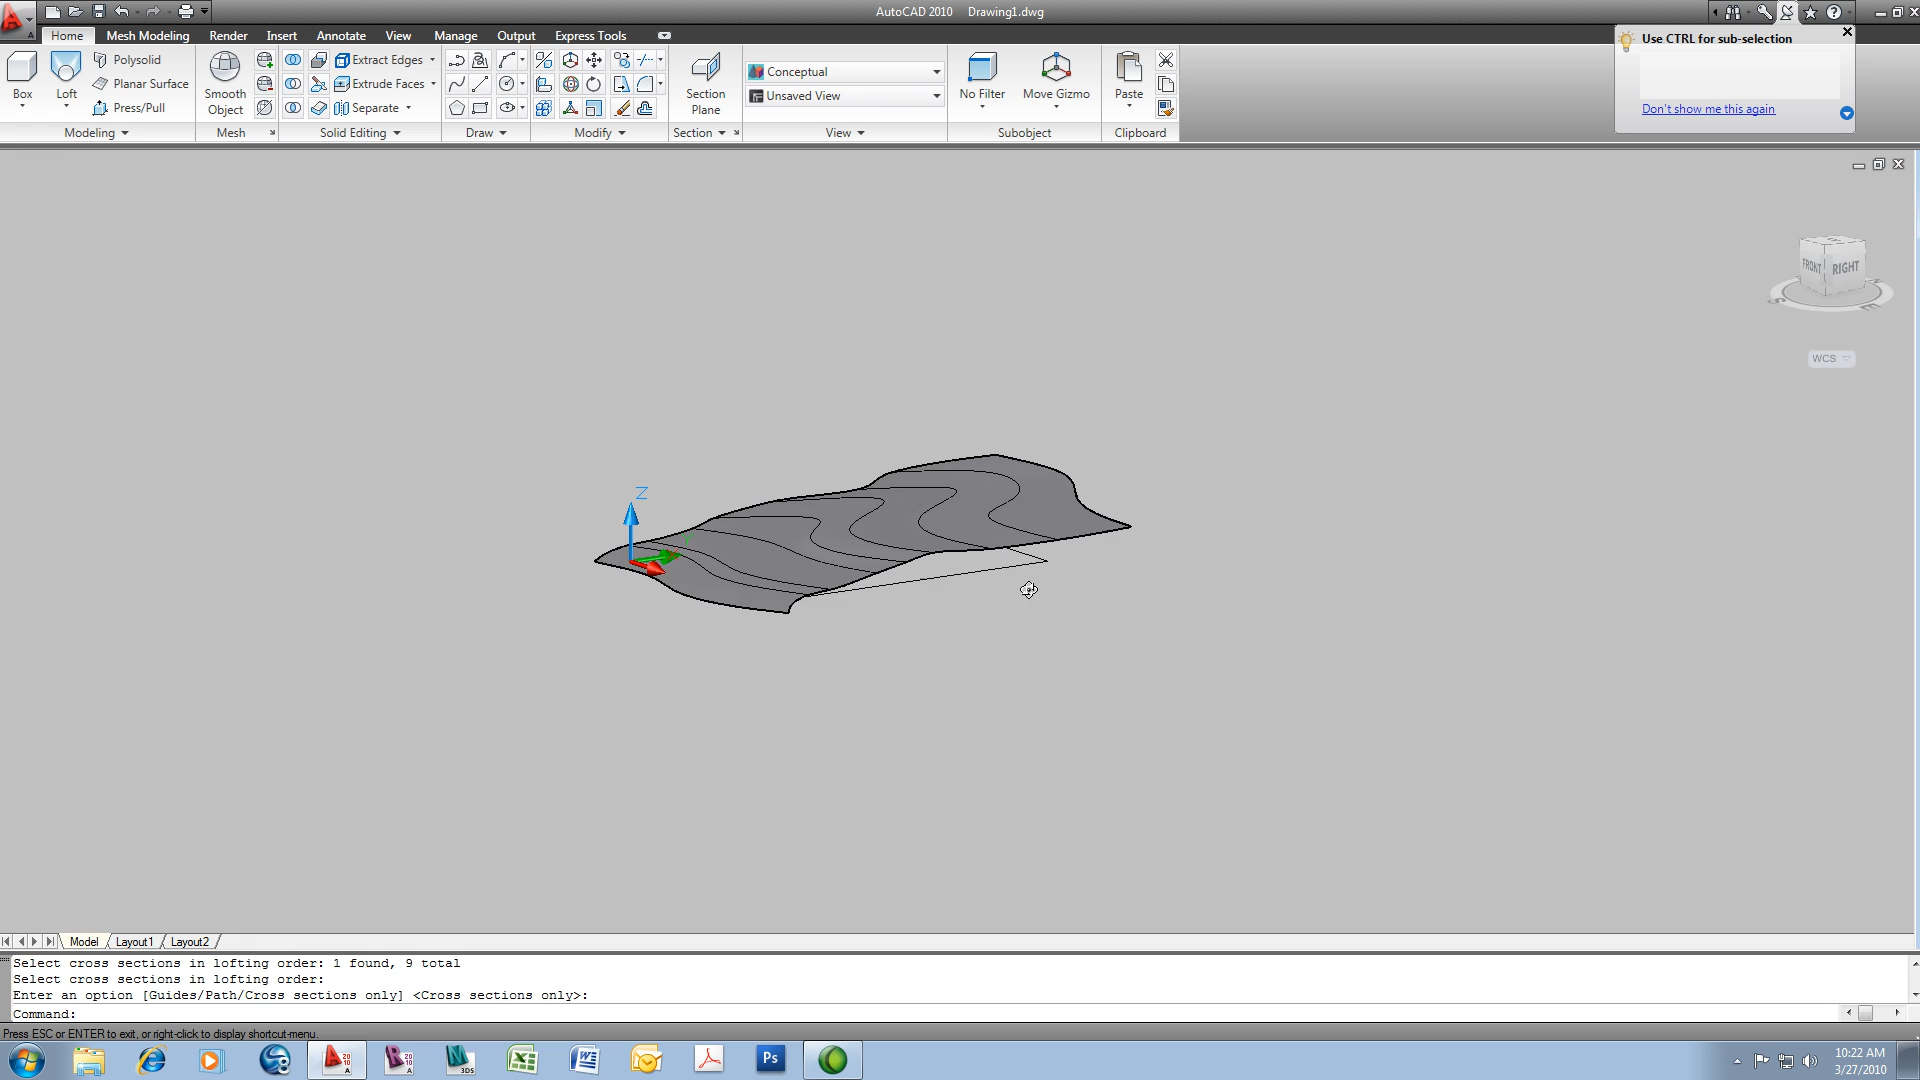 AutoCAD 2010 Drawing1.dwg
Home Mesh Modeling Render Insert Annotate View Manage Output Express Tools
Use CTRL for sub-selection
Don't show me this again
Box
Loft
Polysolid
Planar Surface
Press/Pull
Modeling
Smooth
Object
Mesh
Extract Edges
Extrude Faces
Separate
Solid Editing
Draw
Modify
Section
Plane
Section
Conceptual
Unsaved View
View
No Filter
Move Gizmo
Subobject
Paste
Clipboard
FRONT RIGHT
S E
WCS
Z
Model Layout1 Layout2
Select cross sections in lofting order: 1 found, 9 total
Select cross sections in lofting order:
Enter an option [Guides/Path/Cross sections only] <Cross sections only>:
Command:
Press ESC or ENTER to exit, or right-click to display shortcut-menu.
Ps
3DS
10:22 AM
3/27/2010